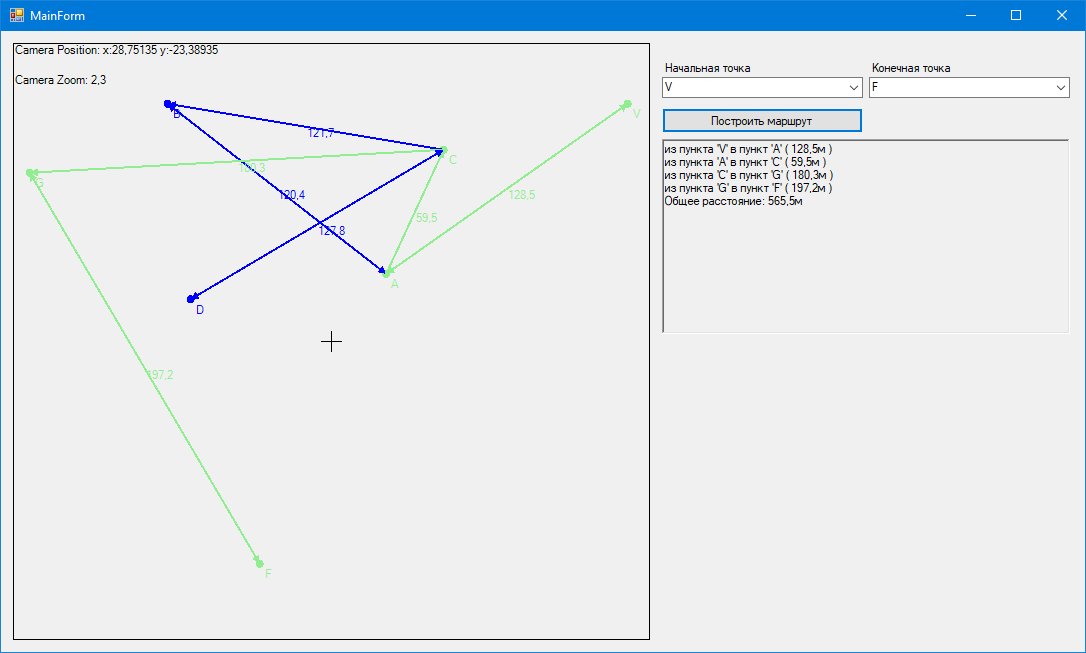 MainForm
Camera Position: x:28,75135 y:-23,38935
Camera Zoom: 2,3
B
V
121,7
C
180,3
G
120,4
128,5
59,5
127,8
A
D
197,2
F
Начальная точка
Конечная точка
V
F
Построить маршрут
из пункта 'V' в пункт 'A' ( 128,5м )
из пункта 'A' в пункт 'C' ( 59,5м )
из пункта 'C' в пункт 'G' ( 180,3м )
из пункта 'G' в пункт 'F' ( 197,2м )
Общее расстояние: 565,5м